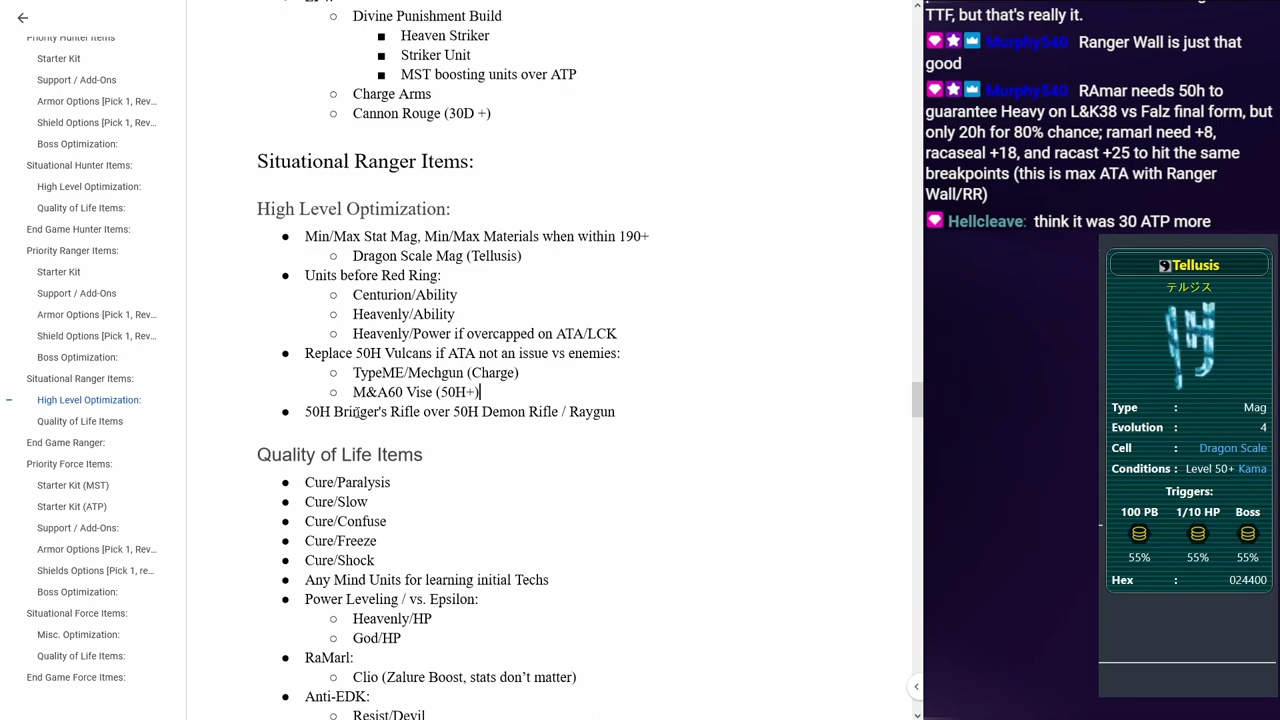 Priority Hunter Items
Starter Kit
Support / Add-Ons
Armor Options [Pick 1, Rev...
Shield Options [Pick 1, Rev...
Boss Optimization:
Situational Hunter Items:
High Level Optimization:
Quality of Life Items:
End Game Hunter Items:
Priority Ranger Items:
Starter Kit
Support / Add-Ons
Armor Options [Pick 1, Rev...
Shield Options [Pick 1, Rev...
Boss Optimization:
Situational Ranger Items:
High Level Optimization:
Quality of Life Items
End Game Ranger:
Priority Force Items:
Starter Kit (MST)
Starter Kit (ATP)
Support / Add-Ons:
Armor Options [Pick 1, Rev...
Shields Options [Pick 1, re...
Boss Optimization:
Situational Force Items:
Misc. Optimization:
Quality of Life Items:
End Game Force Itmes:
Divine Punishment Build
Heaven Striker
Striker Unit
MST boosting units over ATP
Charge Arms
Cannon Rouge (30D +)
Situational Ranger Items:
High Level Optimization:
Min/Max Stat Mag, Min/Max Materials when within 190+
Dragon Scale Mag (Tellusis)
Units before Red Ring:
Centurion/Ability
Heavenly/Ability
Heavenly/Power if overcapped on ATA/LCK
Replace 50H Vulcans if ATA not an issue vs enemies:
TypeME/Mechgun (Charge)
M&A60 Vise (50H+)
50H Bringer's Rifle over 50H Demon Rifle / Raygun
Quality of Life Items
Cure/Paralysis
Cure/Slow
Cure/Confuse
Cure/Freeze
Cure/Shock
Any Mind Units for learning initial Techs
Power Leveling / vs. Epsilon:
Heavenly/HP
God/HP
RaMarl:
Clio (Zalure Boost, stats don’t matter)
Anti-EDK:
Resist/Devil
TTF, but that's really it.
Murphy540 Ranger Wall is just that
good
Murphy540 RAmar needs 50h to
guarantee Heavy on L&K38 vs Falz final form, but
only 20h for 80% chance; ramarl need +8,
racaseal +18, and racast +25 to hit the same
breakpoints (this is max ATA with Ranger
Wall/RR)
Hellcleave: think it was 30 ATP more
Tellusis
テルジス
Type : Mag
Evolution : 4
Cell : Dragon Scale
Conditions : Level 50+ Kama
Triggers:
100 PB 1/10 HP Boss
55% 55% 55%
Hex : 024400